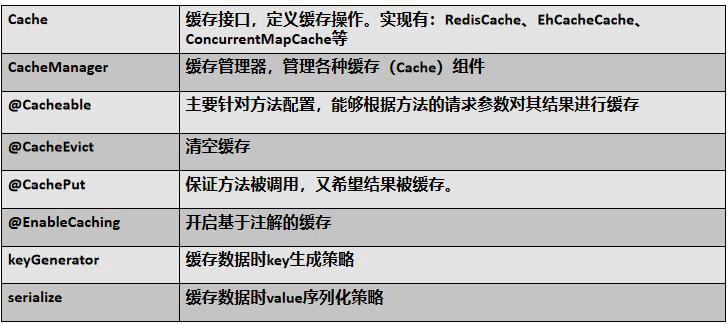 Cache
缓存接口，定义缓存操作。实现有：RedisCache、EhCacheCache、
ConcurrentMapCache等
CacheManager
缓存管理器，管理各种缓存（Cache）组件
@Cacheable
主要针对方法配置，能够根据方法的请求参数对其结果进行缓存
@CacheEvict
清空缓存
@CachePut
保证方法被调用，又希望结果被缓存。
@EnableCaching
开启基于注解的缓存
keyGenerator
缓存数据时key生成策略
serialize
缓存数据时value序列化策略